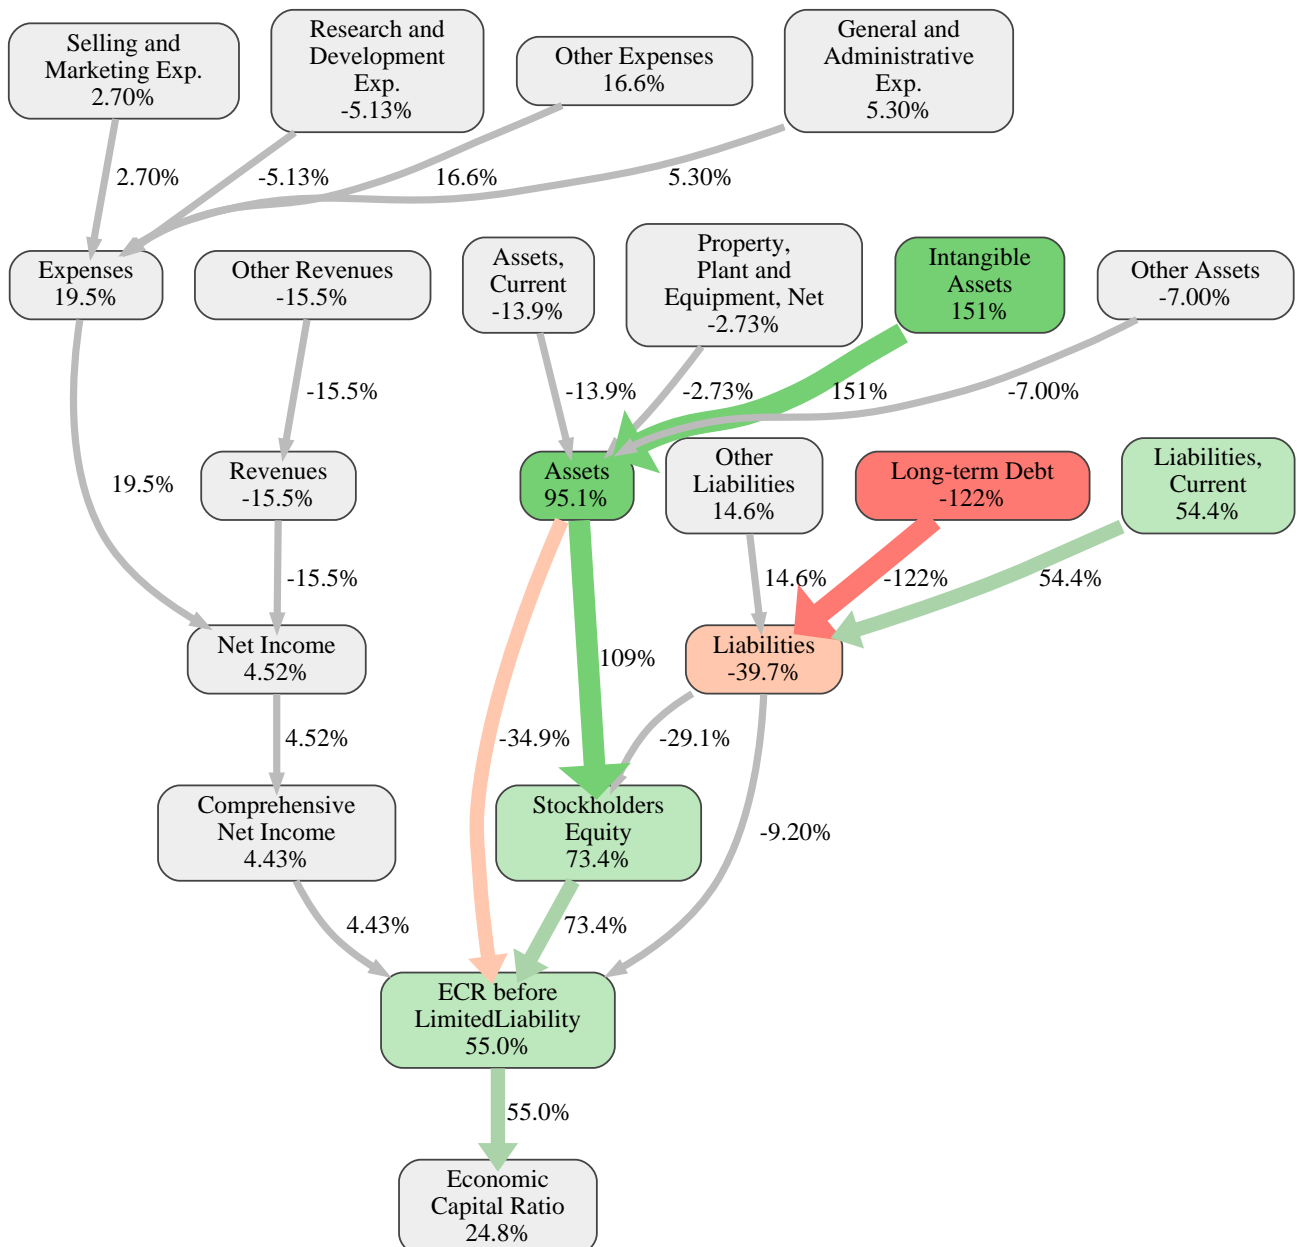 Selling and
Marketing Exp.
2.70%
Research and
Development
Exp.
-5.13%
Other Expenses
16.6%
General and
Administrative
Exp.
5.30%
2.70%
-5.13%
16.6%
5.30%
Expenses
19.5%
Other Revenues
-15.5%
Assets,
Current
-13.9%
Property,
Plant and
Equipment, Net
-2.73%
Intangible
Assets
151%
Other Assets
-7.00%
-15.5%
-13.9%
-2.73%
151%
-7.00%
19.5%
Revenues
-15.5%
Assets
95.1%
Other
Liabilities
14.6%
Long-term Debt
-122%
Liabilities,
Current
54.4%
-15.5%
14.6%
-122%
54.4%
Net Income
4.52%
109%
Liabilities
-39.7%
4.52%
-34.9%
-29.1%
Comprehensive
Net Income
4.43%
Stockholders
Equity
73.4%
-9.20%
4.43%
73.4%
ECR before
LimitedLiability
55.0%
55.0%
Economic
Capital Ratio
24.8%